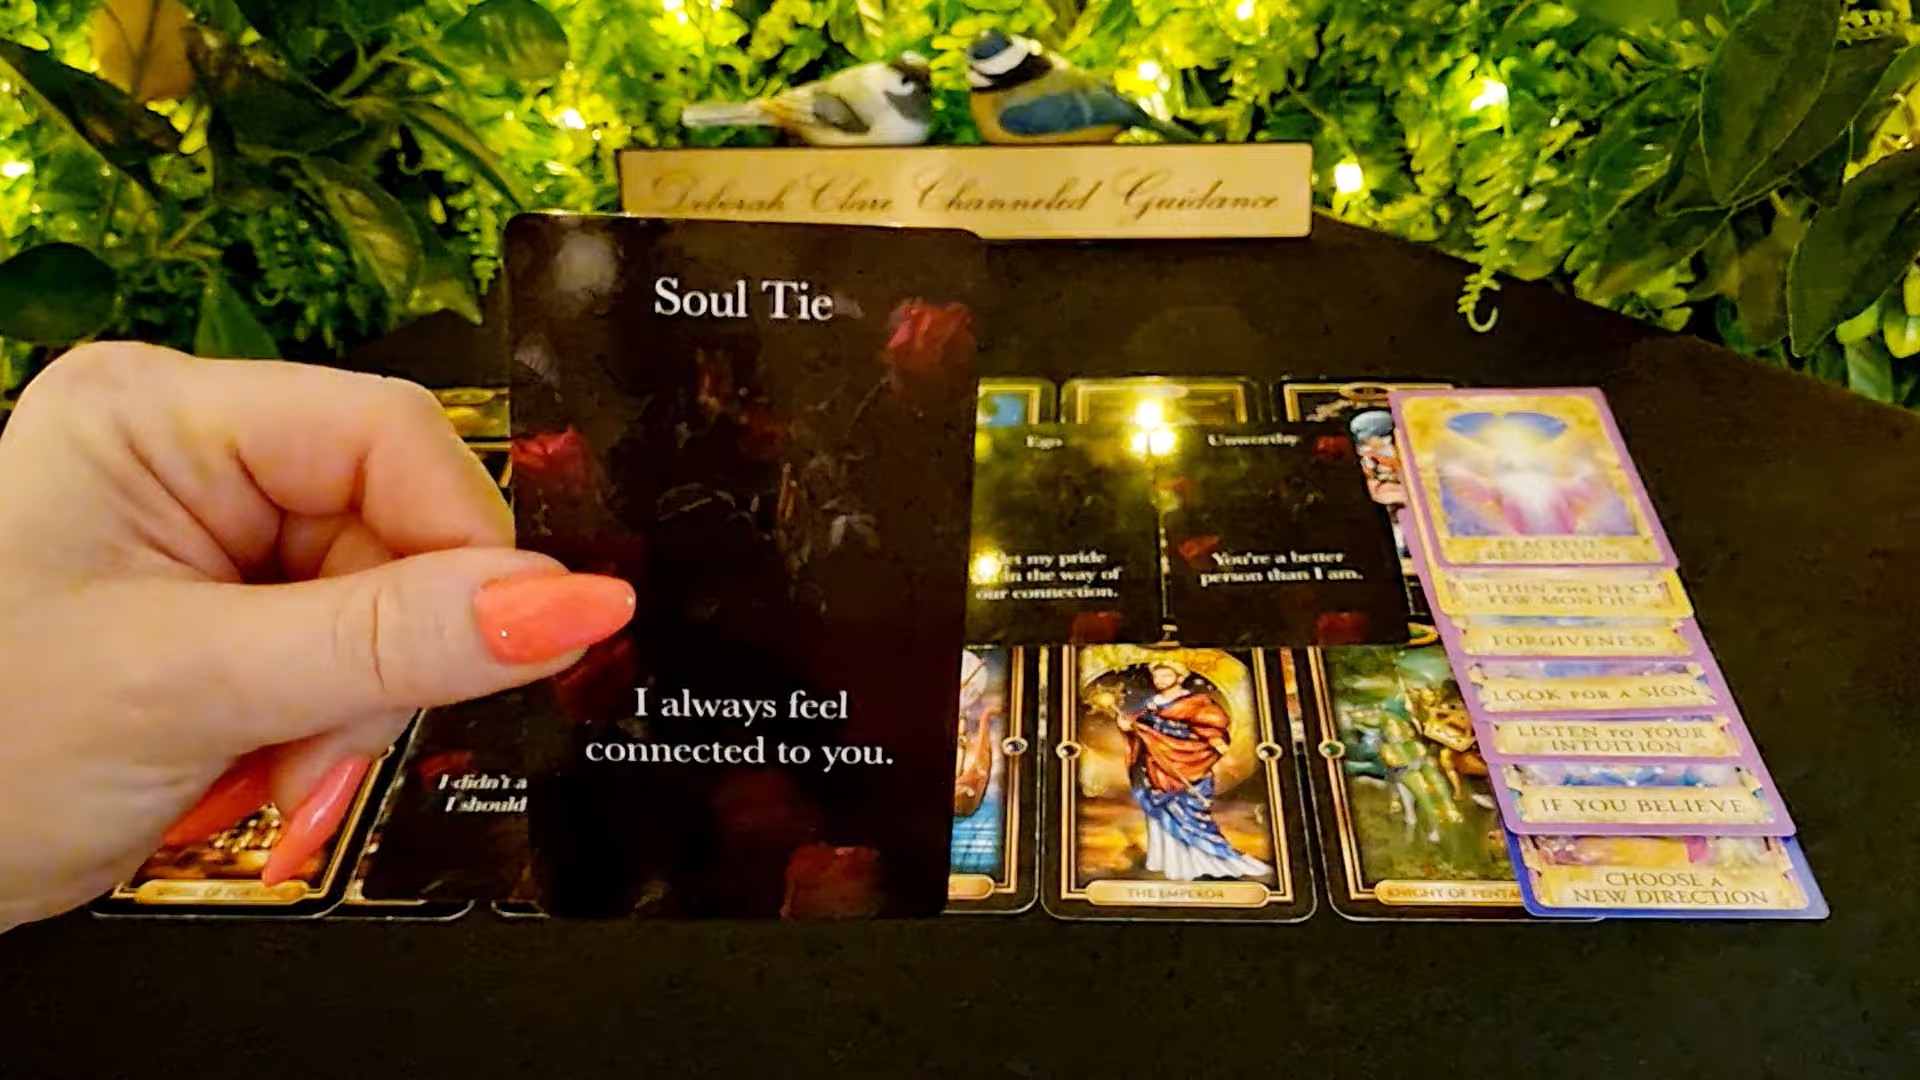 Deborah Clare Channeled Guidance
Soul Tie
I always feel
connected to you.
Ego
let my pride
in the way of
our connection.
Unworthy
You're a better
person than I am.
I didn't a
I should
THE EMPEROR
KNIGHT OF PENTA
PEACEFUL
RESOLUTION
WITHIN THE NEXT
FEW MONTHS
FORGIVENESS
LOOK FOR A SIGN
LISTEN TO YOUR
INTUITION
IF YOU BELIEVE
CHOOSE A
NEW DIRECTION